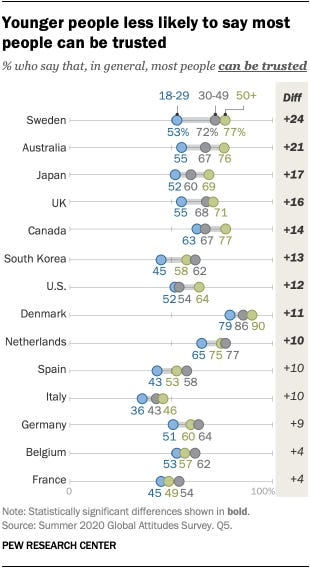 Younger people less likely to say most
people can be trusted
% who say that, in general, most people can be trusted
18-29 30-49 50+ Diff
Sweden 53% 72% 77% +24
Australia 55 67 76 +21
Japan 52 60 69 +17
UK 55 68 71 +16
Canada 63 67 77 +14
South Korea 45 58 62 +13
U.S. 52 54 64 +12
Denmark 79 86 90 +11
Netherlands 65 75 77 +10
Spain 43 53 58 +10
Italy 36 43 46 +10
Germany 51 60 64 +9
Belgium 53 57 62 +4
France 45 49 54 +4
0 100%
Note: Statistically significant differences shown in bold.
Source: Summer 2020 Global Attitudes Survey. Q5.
PEW RESEARCH CENTER